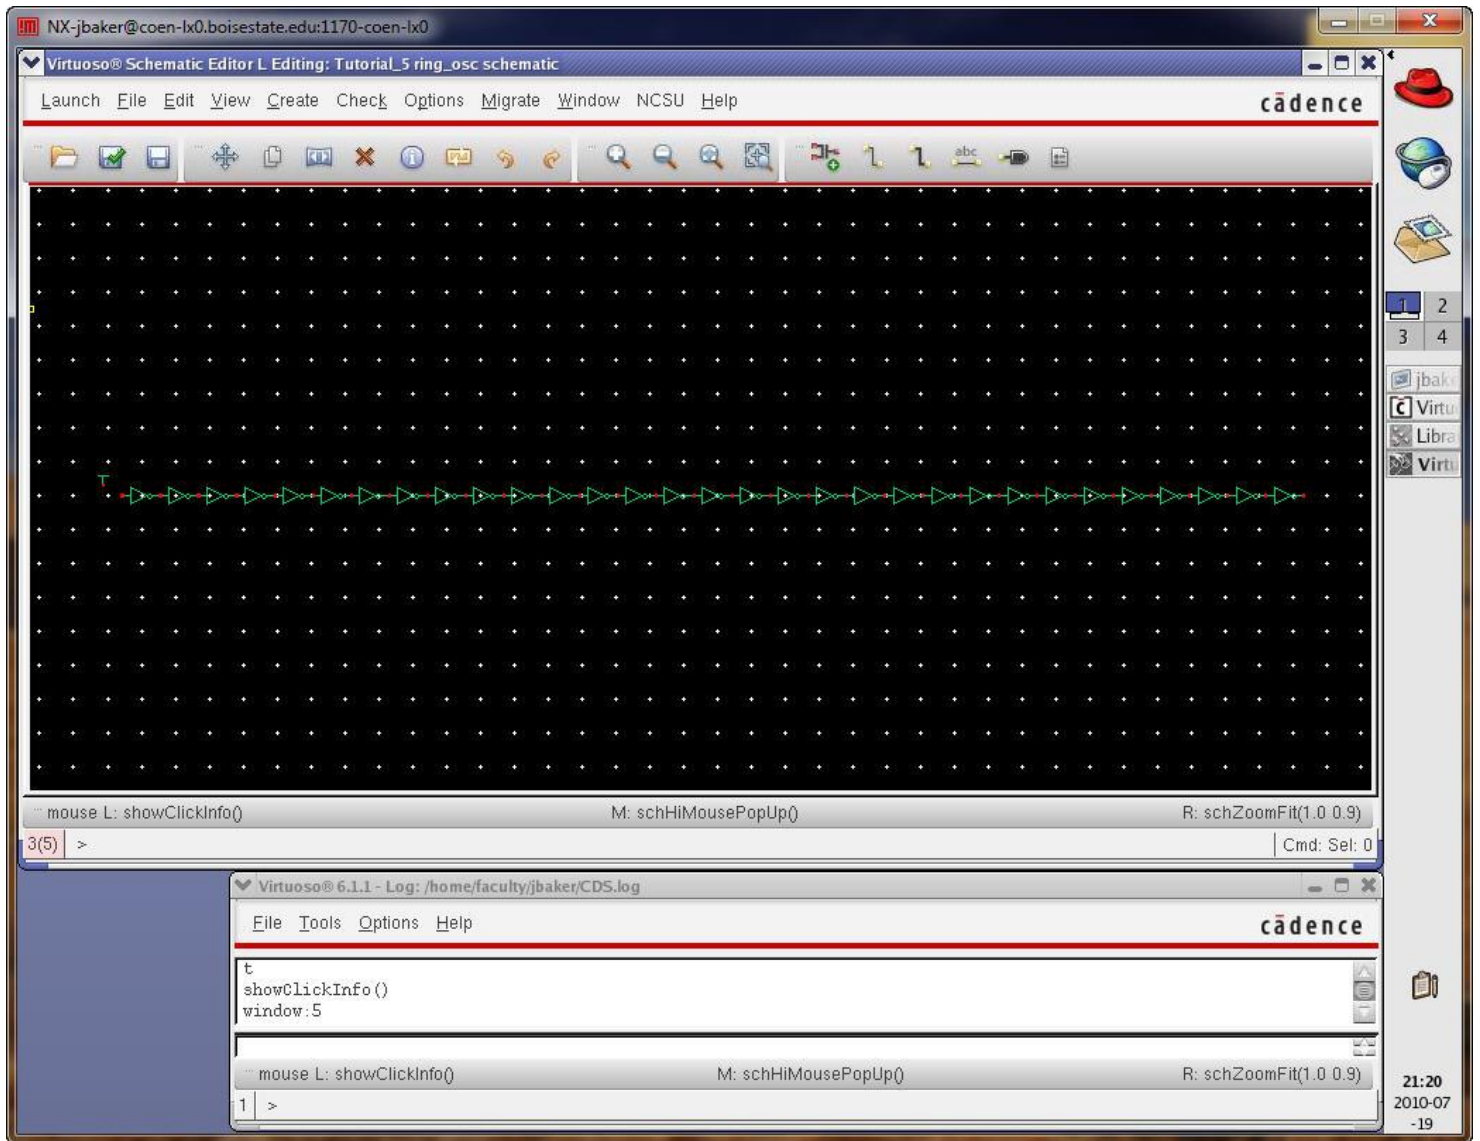 NX-jbaker@coen-lx0.boisestate.edu:1170-coen-lx0
Virtuoso® Schematic Editor L Editing: Tutorial_5 ring_osc schematic
Launch File Edit View Create Check Options Migrate Window NCSU Help cādence
abc
1 2
3 4
jbake
Virtu
Libra
Virtu
T
mouse L: showClickInfo() M: schHiMousePopUp() R: schZoomFit(1.0 0.9)
3(5) > Cmd: Sel: 0
Virtuoso® 6.1.1 - Log: /home/faculty/jbaker/CDS.log
File Tools Options Help cādence
t
showClickInfo()
window:5
mouse L: showClickInfo() M: schHiMousePopUp() R: schZoomFit(1.0 0.9)
1 >
21:20
2010-07
-19